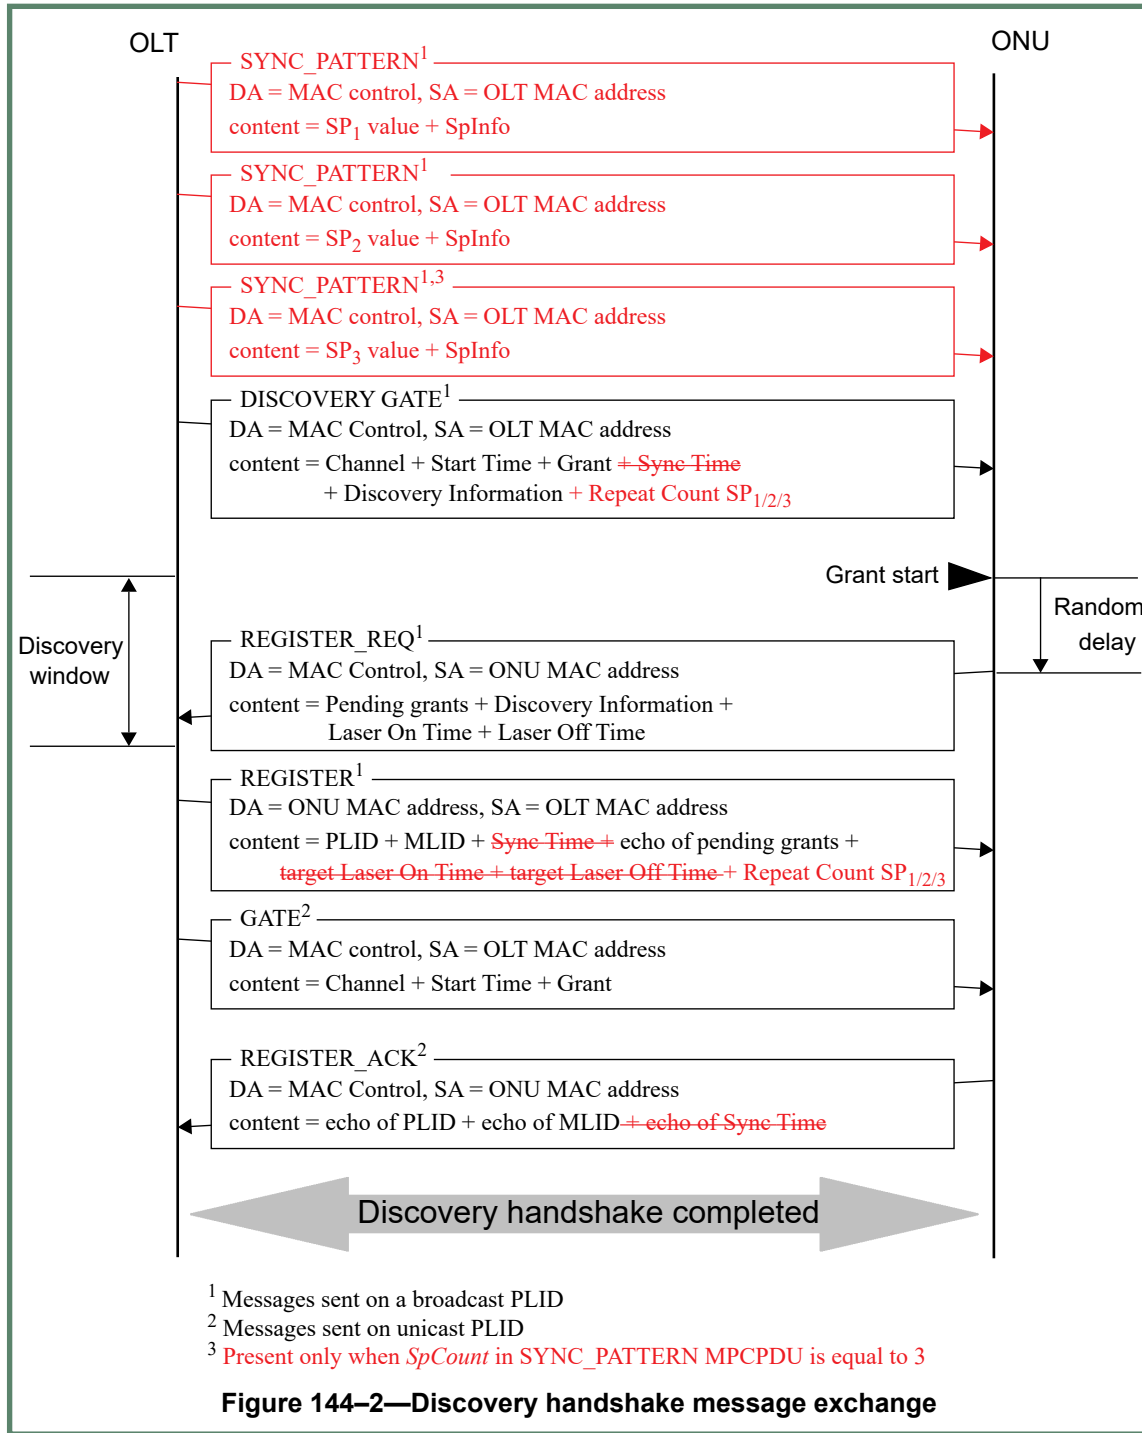 OLT
ONU
SYNC_PATTERN1
DA = MAC control, SA = OLT MAC address
content = SP1 value + SpInfo
SYNC_PATTERN1
DA = MAC control, SA = OLT MAC address
content = SP2 value + SpInfo
SYNC_PATTERN1,3
DA = MAC control, SA = OLT MAC address
content = SP3 value + SpInfo
DISCOVERY GATE1
DA = MAC Control, SA = OLT MAC address
content = Channel + Start Time + Grant + Sync Time
+ Discovery Information + Repeat Count SP1/2/3
Grant start
Random
delay
Discovery
window
REGISTER_REQ1
DA = MAC Control, SA = ONU MAC address
content = Pending grants + Discovery Information +
Laser On Time + Laser Off Time
REGISTER1
DA = ONU MAC address, SA = OLT MAC address
content = PLID + MLID + Sync Time + echo of pending grants +
target Laser On Time + target Laser Off Time + Repeat Count SP1/2/3
GATE2
DA = MAC control, SA = OLT MAC address
content = Channel + Start Time + Grant
REGISTER_ACK2
DA = MAC Control, SA = ONU MAC address
content = echo of PLID + echo of MLID + echo of Sync Time
Discovery handshake completed
1 Messages sent on a broadcast PLID
2 Messages sent on unicast PLID
3 Present only when SpCount in SYNC_PATTERN MPCPDU is equal to 3
Figure 144–2—Discovery handshake message exchange